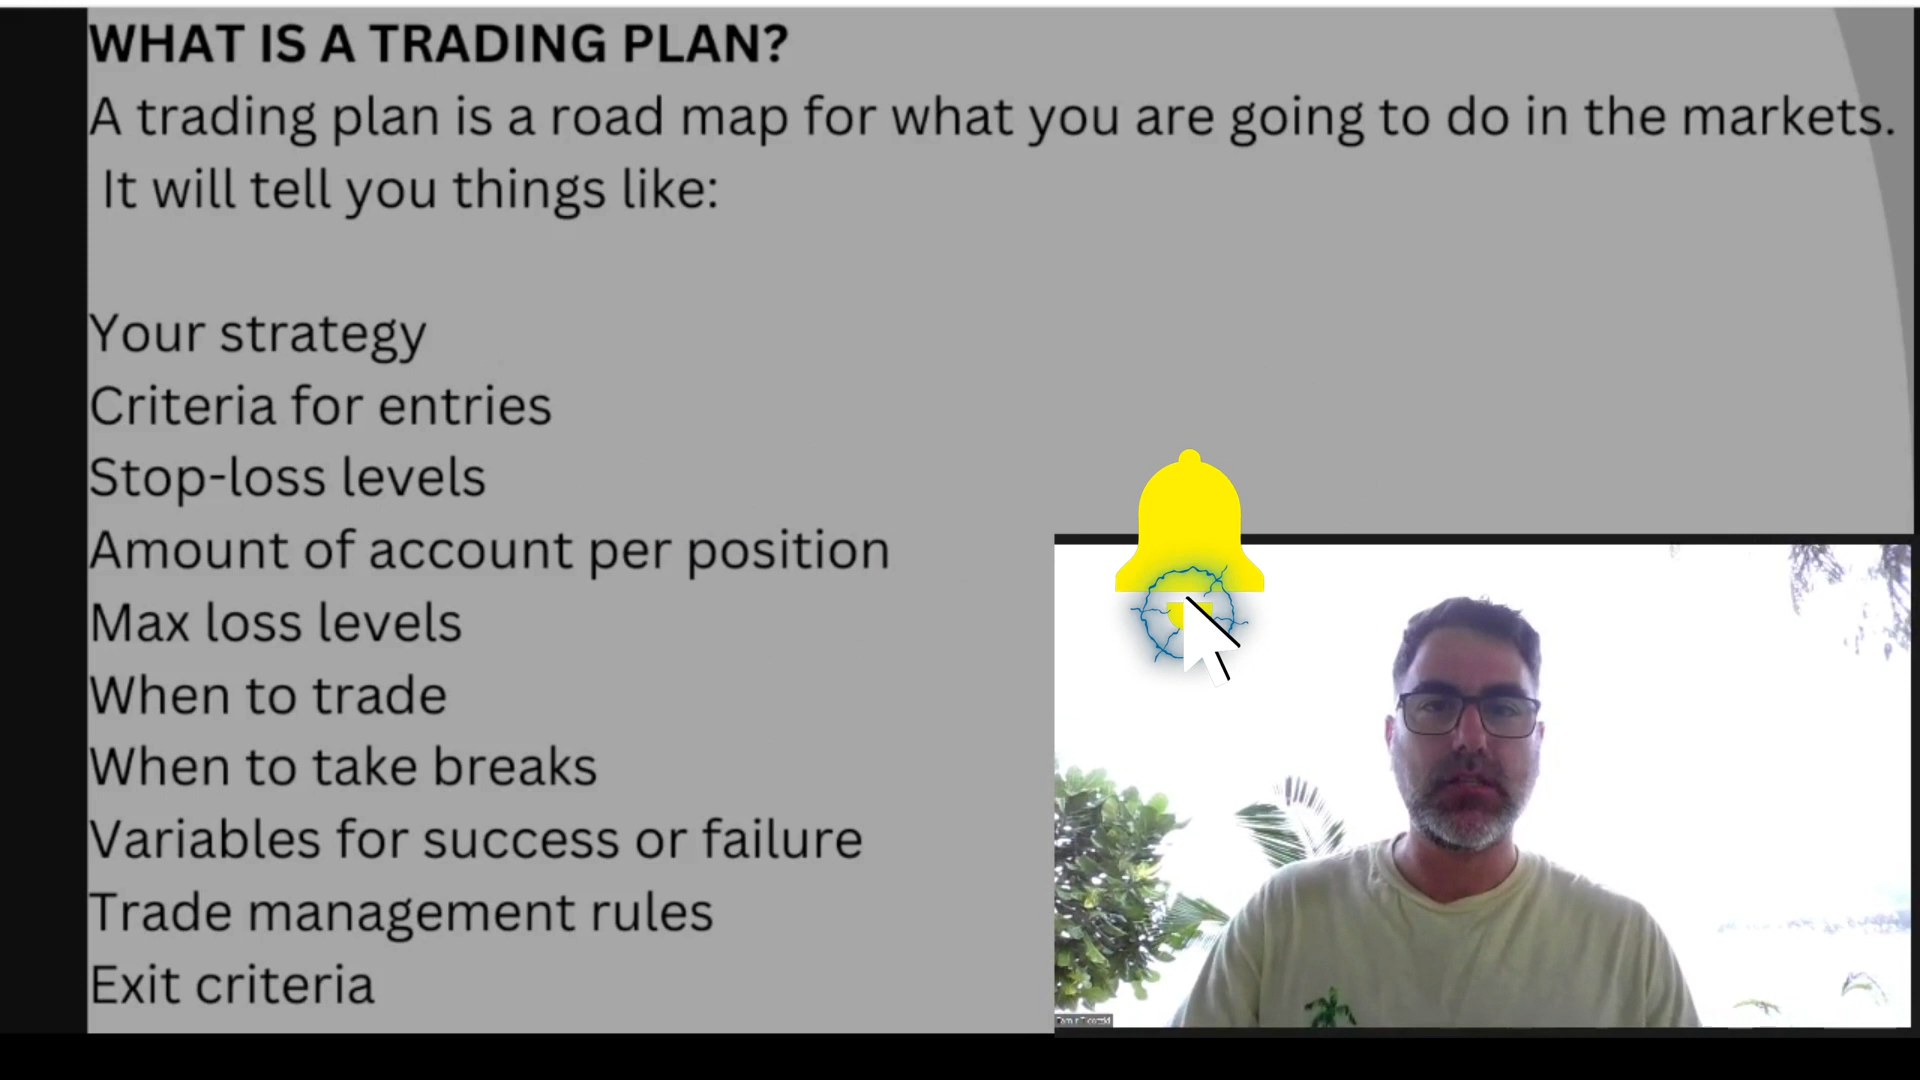 WHAT IS A TRADING PLAN?
A trading plan is a road map for what you are going to do in the markets.
It will tell you things like:
Your strategy
Criteria for entries
Stop-loss levels
Amount of account per position
Max loss levels
When to trade
When to take breaks
Variables for success or failure
Trade management rules
Exit criteria